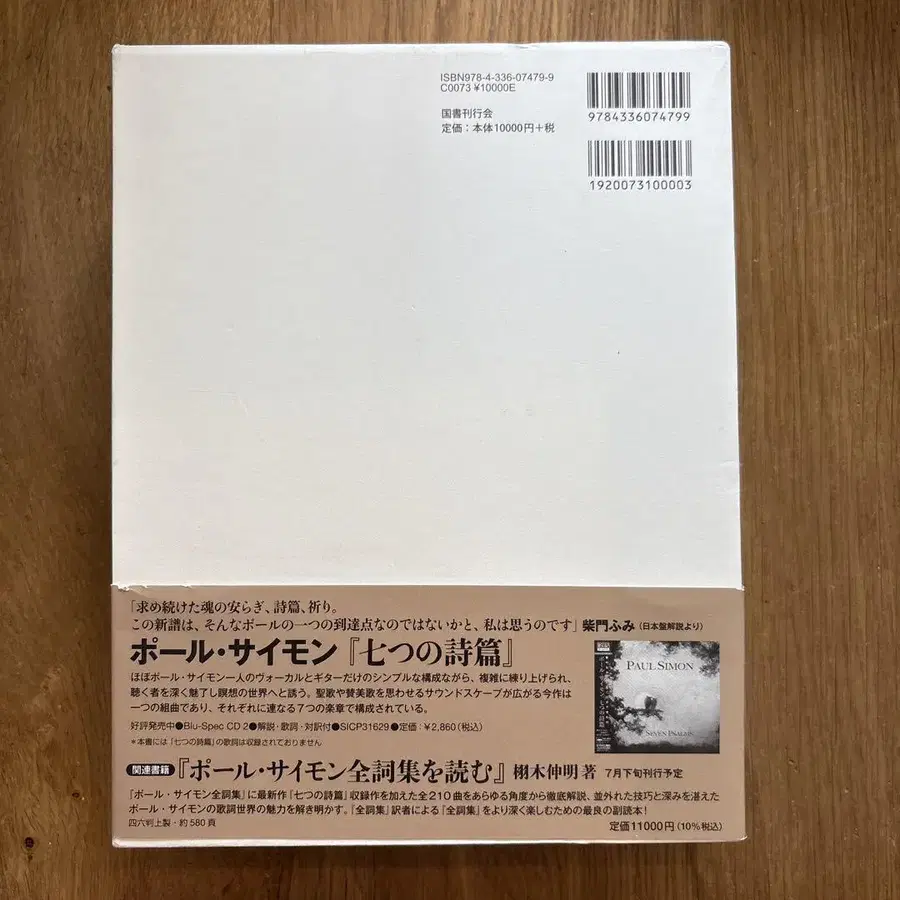 ISBN978-4-336-07479-9
C0073 ¥10000E
国書刊行会
定価：本体10000円＋税
9784336074799
1920073100003
「求め続けた魂の安らぎ、詩篇、祈り。
この新譜は、そんなポールの一つの到達点なのではないかと、私は思うのです」柴門ふみ（日本盤解説より）
ポール・サイモン『七つの詩篇』
ほぼポール・サイモン一人のヴォーカルとギターだけのシンプルな構成ながら、複雑に練り上げられ、
聴く者を深く魅了し瞑想の世界へと誘う。聖歌や賛美歌を思わせるサウンドスケープが広がる今作は
一つの組曲であり、それぞれに連なる7つの楽章で構成されている。
好評発売中●Blu-Spec CD 2●解説・歌詞・対訳付●SICP31629●定価：￥2,860（税込）
＊本書には『七つの詩篇』の歌詞は収録されておりません
PAUL SIMON
SEVEN PSALMS
関連書籍『ポール・サイモン全詞集を読む』栩木伸明 著 7月下旬刊行予定
『ポール・サイモン全詞集』に最新作『七つの詩篇』収録作を加えた全210曲をあらゆる角度から徹底解説、並外れた技巧と深みを湛えた
ポール・サイモンの歌詞世界の魅力を解き明かす。『全詞集』訳者による『全詞集』をより深く楽しむための最良の副読本！
四六判上製・約580頁
定価11000円（10％税込）